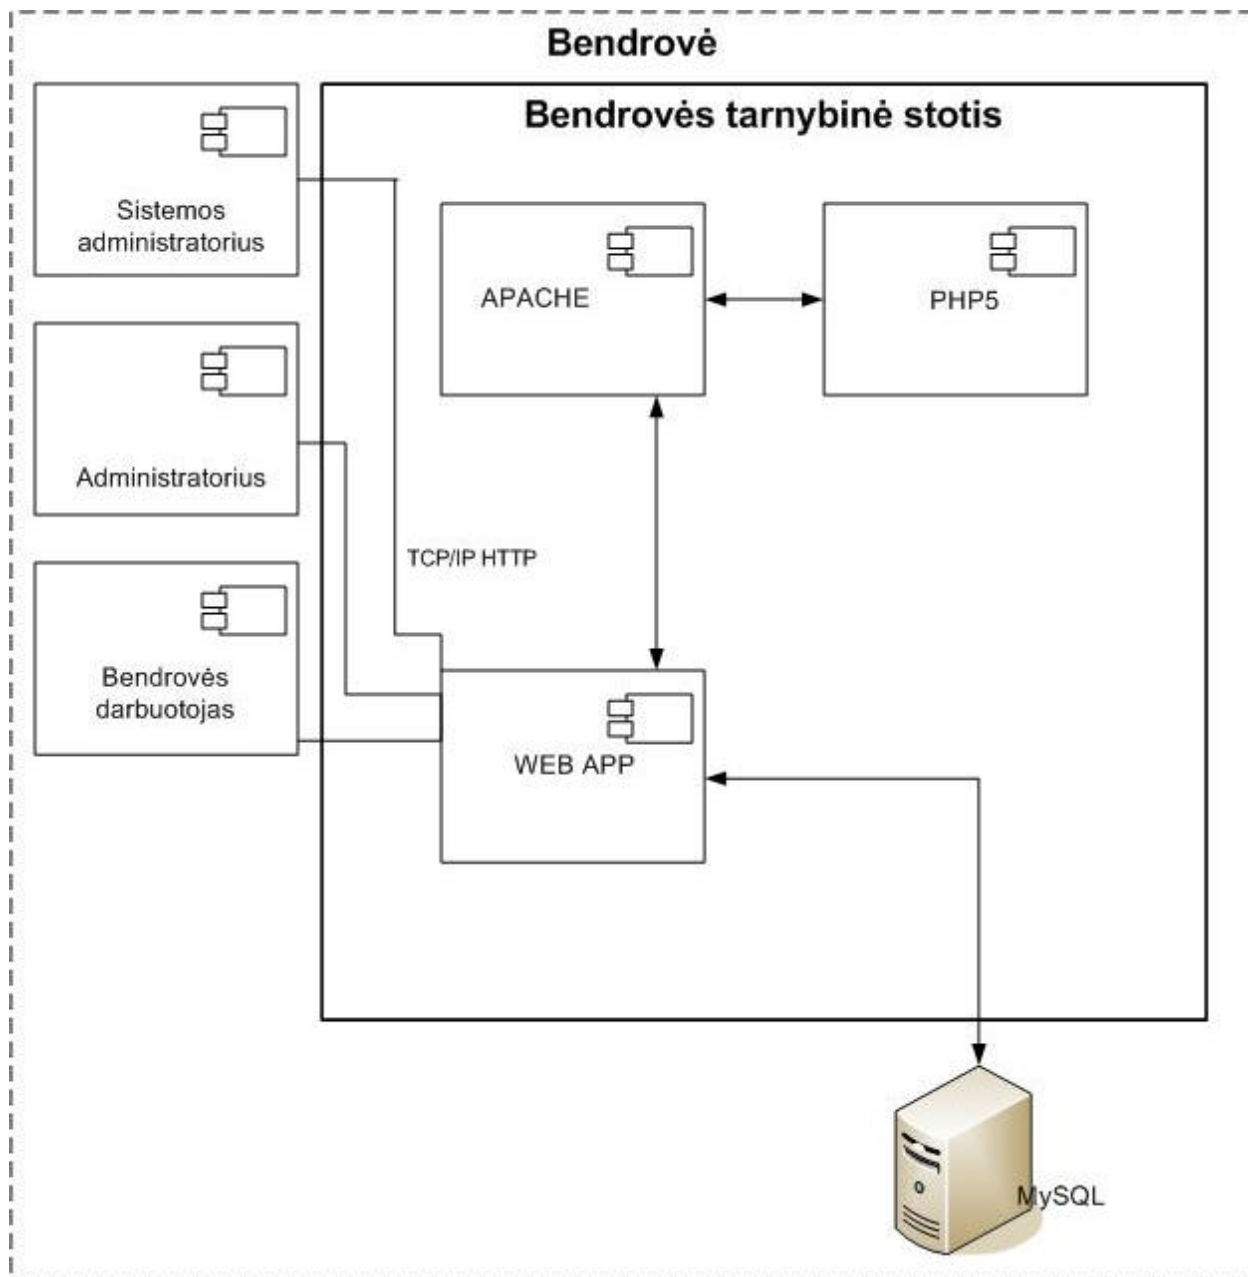 Bendrovė
Bendrovės tarnybinė stotis
Sistemos
administratorius
APACHE
PHP5
Administratorius
TCP/IP HTTP
Bendrovės
darbuotojas
WEB APP
MySQL